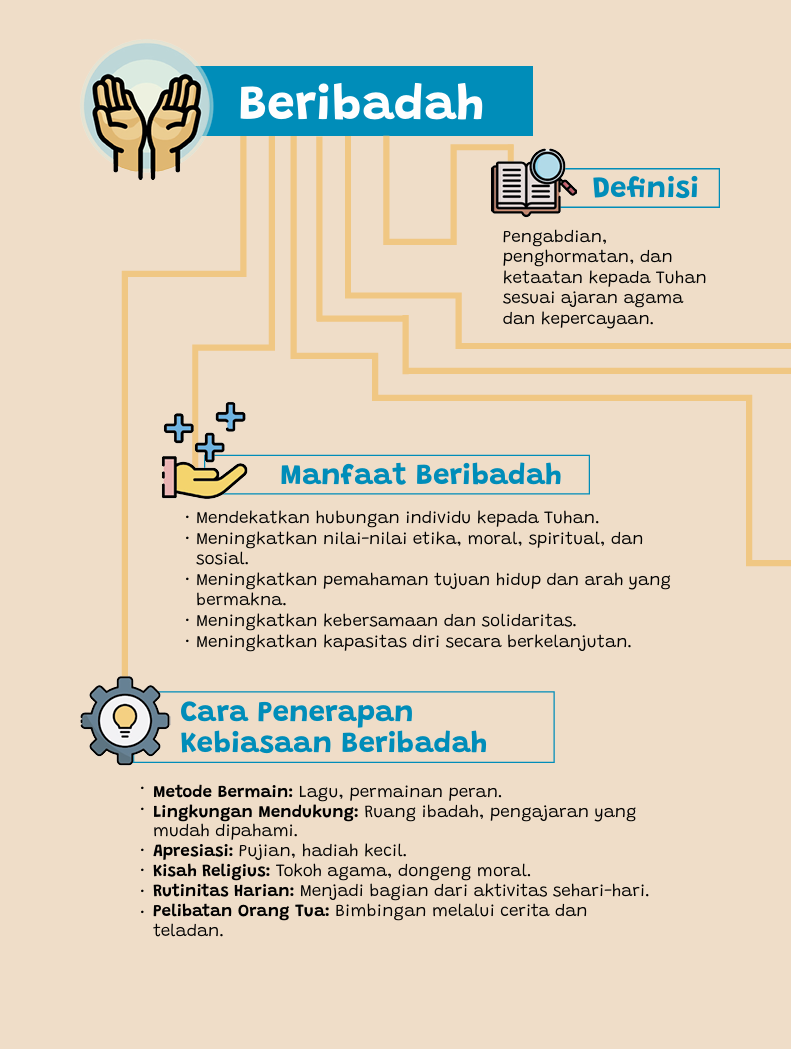 Beribadah
Definisi
Pengabdian,
penghormatan, dan
ketaatan kepada Tuhan
sesuai ajaran agama
dan kepercayaan.
Manfaat Beribadah
· Mendekatkan hubungan individu kepada Tuhan.
· Meningkatkan nilai-nilai etika, moral, spiritual, dan
sosial.
· Meningkatkan pemahaman tujuan hidup dan arah yang
bermakna.
· Meningkatkan kebersamaan dan solidaritas.
· Meningkatkan kapasitas diri secara berkelanjutan.
Cara Penerapan
Kebiasaan Beribadah
· Metode Bermain: Lagu, permainan peran.
· Lingkungan Mendukung: Ruang ibadah, pengajaran yang
mudah dipahami.
· Apresiasi: Pujian, hadiah kecil.
· Kisah Religius: Tokoh agama, dongeng moral.
· Rutinitas Harian: Menjadi bagian dari aktivitas sehari-hari.
· Pelibatan Orang Tua: Bimbingan melalui cerita dan
teladan.